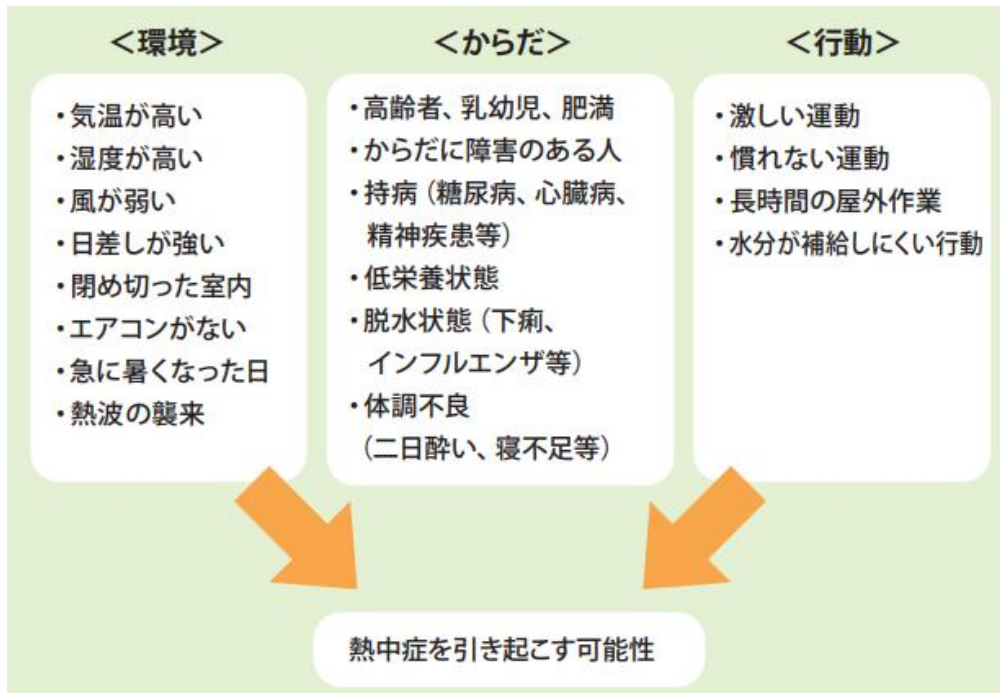 ＜環境＞
・気温が高い
・湿度が高い
・風が弱い
・日差しが強い
・閉め切った室内
・エアコンがない
・急に暑くなった日
・熱波の襲来
＜からだ＞
・高齢者、乳幼児、肥満
・からだに障害のある人
・持病（糖尿病、心臓病、
精神疾患等）
・低栄養状態
・脱水状態（下痢、
インフルエンザ等）
・体調不良
（二日酔い、寝不足等）
＜行動＞
・激しい運動
・慣れない運動
・長時間の屋外作業
・水分が補給しにくい行動
熱中症を引き起こす可能性